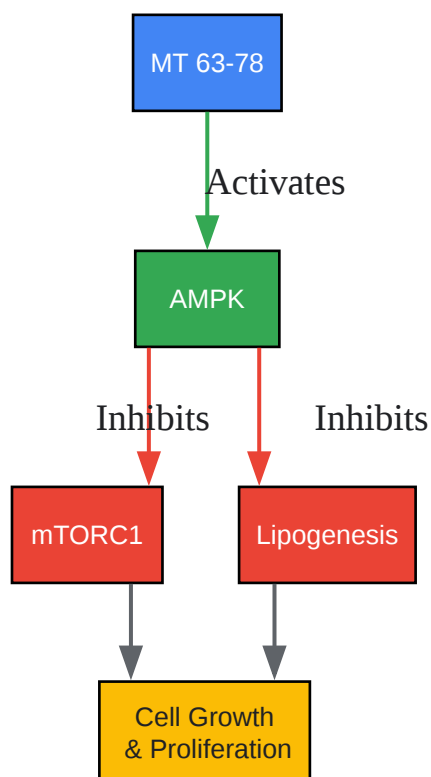 MT 63-78
Activates
AMPK
Inhibits
Inhibits
mTORC1
Lipogenesis
Cell Growth
& Proliferation